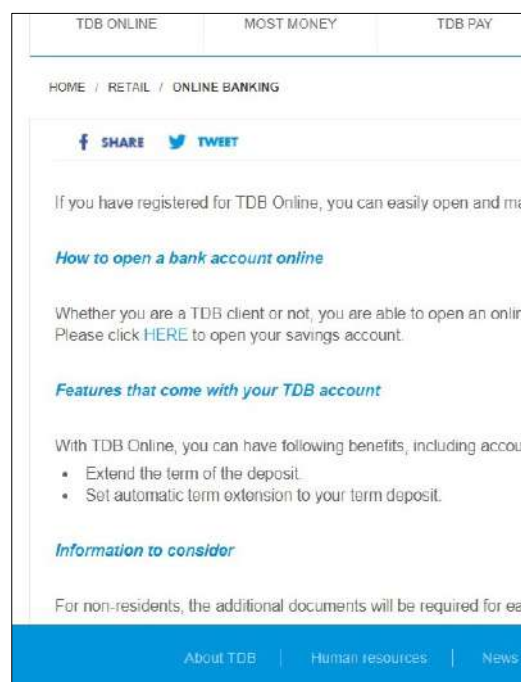 TDB ONLINE MOST MONEY TDB PAY
HOME / RETAIL / ONLINE BANKING
SHARE TWEET
If you have registered for TDB Online, you can easily open and ma
How to open a bank account online
Whether you are a TDB client or not, you are able to open an onlin
Please click HERE to open your savings account.
Features that come with your TDB account
With TDB Online, you can have following benefits, including accou
• Extend the term of the deposit.
• Set automatic term extension to your term deposit.
Information to consider
For non-residents, the additional documents will be required for ea
About TDB | Human resources | News